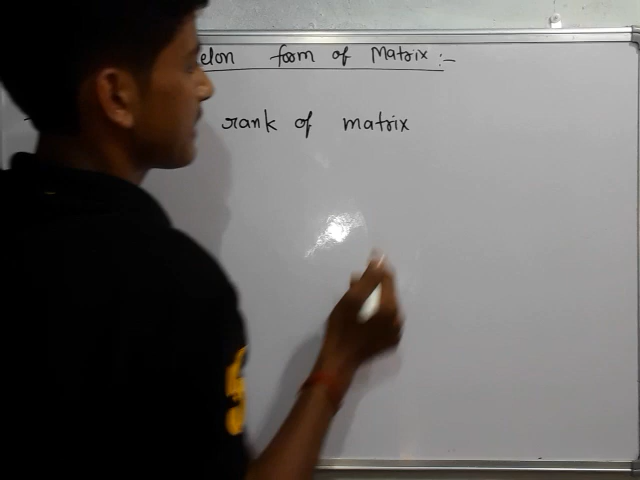 elon form of Matrix :-
rank of matrix